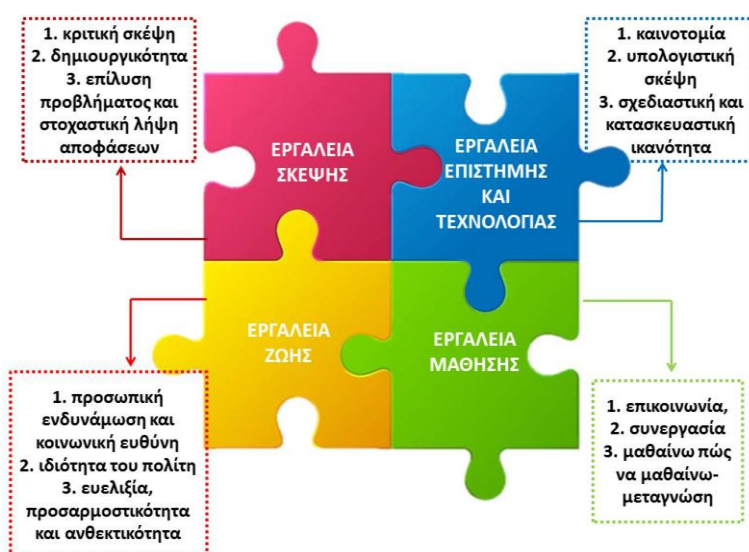 1. κριτική σκέψη
2. δημιουργικότητα
3. επίλυση
προβλήματος και
στοχαστική λήψη
αποφάσεων
ΕΡΓΑΛΕΙΑ
ΣΚΕΨΗΣ
ΕΡΓΑΛΕΙΑ
ΕΠΙΣΤΗΜΗΣ
ΚΑΙ
ΤΕΧΝΟΛΟΓΙΑΣ
1. καινοτομία
2. υπολογιστική
σκέψη
3. σχεδιαστική και
κατασκευαστική
ικανότητα
ΕΡΓΑΛΕΙΑ
ΖΩΗΣ
ΕΡΓΑΛΕΙΑ
ΜΑΘΗΣΗΣ
1. προσωπική
ενδυνάμωση και
κοινωνική ευθύνη
2. ιδιότητα του πολίτη
3. ευελιξία,
προσαρμοστικότητα
και ανθεκτικότητα
1. επικοινωνία,
2. συνεργασία
3. μαθαίνω πώς
να μαθαίνω-
μεταγνώση